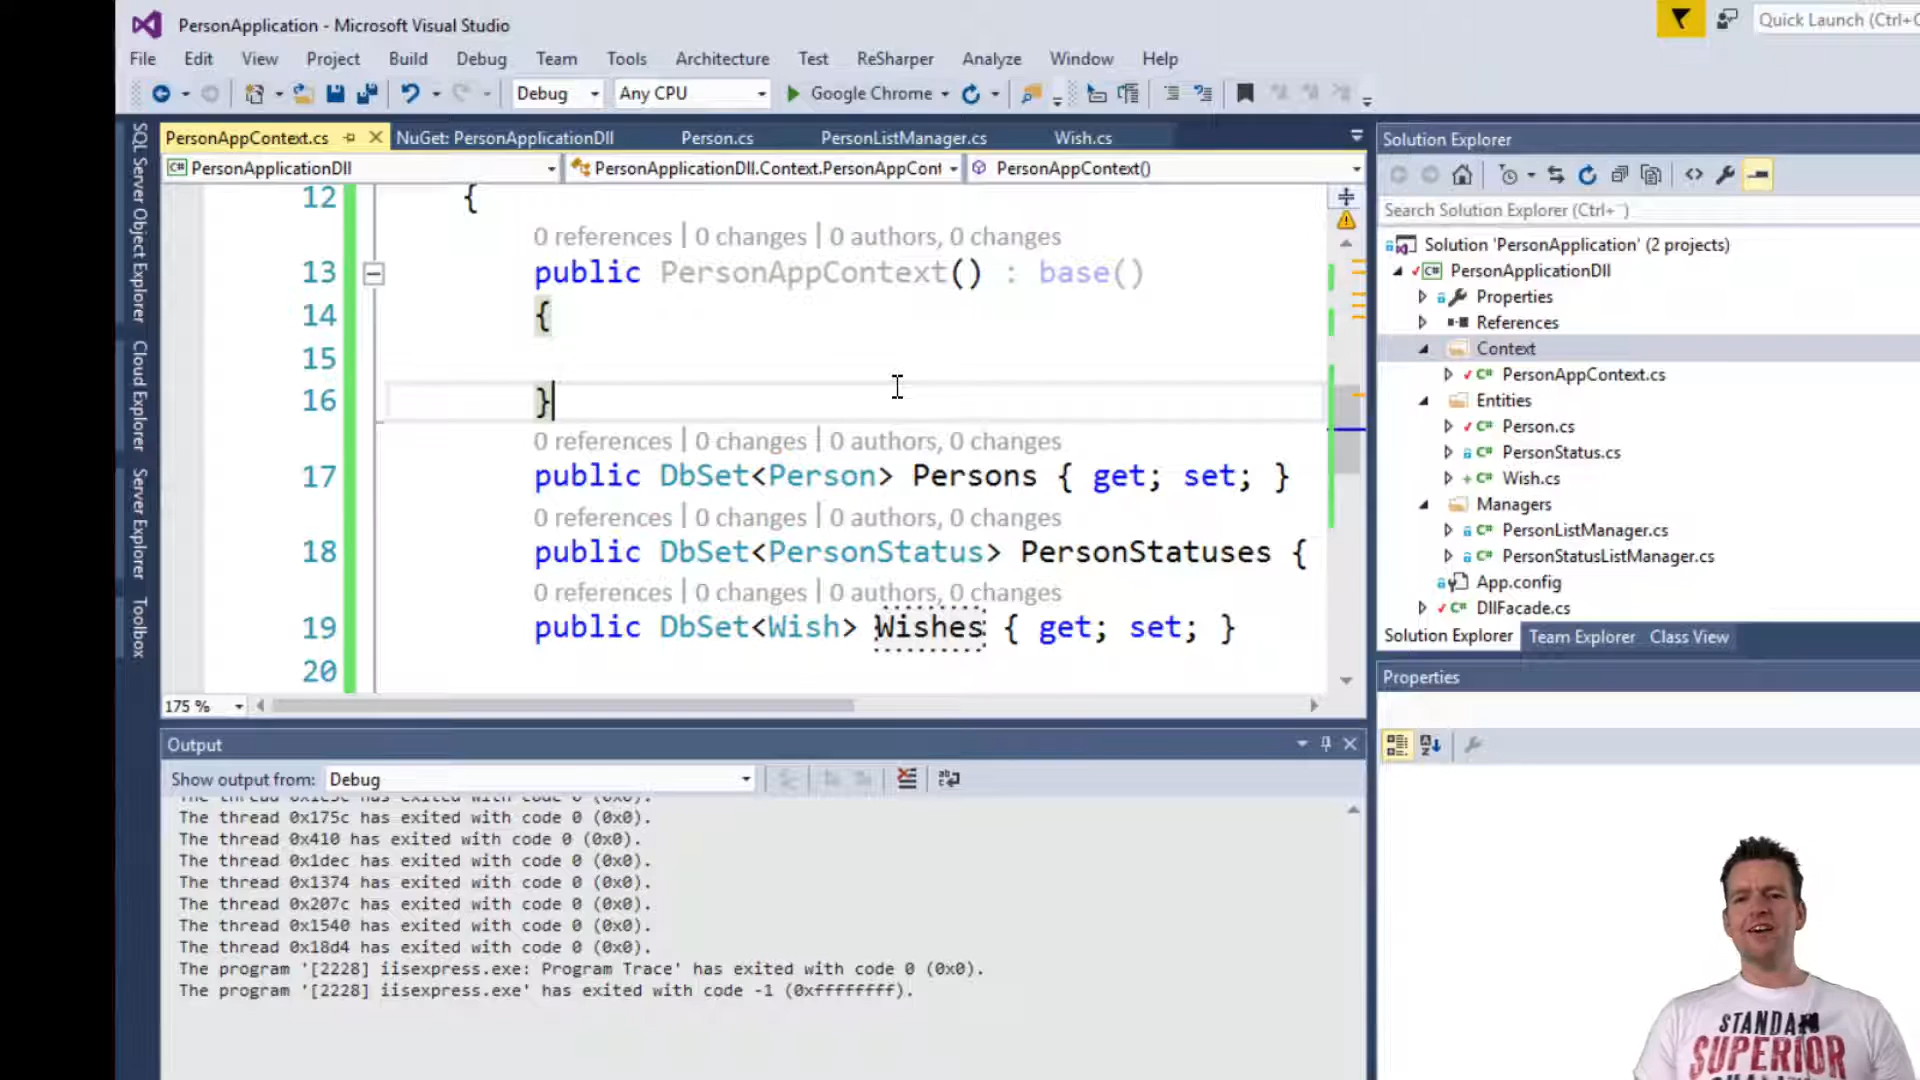 PersonApplication - Microsoft Visual Studio
Quick Launch (Ctrl+Q
File Edit View Project Build Debug Team Tools Architecture Test ReSharper Analyze Window Help
Debug Any CPU Google Chrome
PersonAppContext.cs NuGet: PersonApplicationDll Person.cs PersonListManager.cs Wish.cs
PersonApplicationDll PersonApplicationDll.Context.PersonAppCont PersonAppContext()
SQL Server Object Explorer
Cloud Explorer
Server Explorer
Toolbox
12 {
0 references | 0 changes | 0 authors, 0 changes
13 public PersonAppContext() : base()
14 {
15
16 }
0 references | 0 changes | 0 authors, 0 changes
17 public DbSet<Person> Persons { get; set; }
0 references | 0 changes | 0 authors, 0 changes
18 public DbSet<PersonStatus> PersonStatuses {
0 references | 0 changes | 0 authors, 0 changes
19 public DbSet<Wish> Wishes { get; set; }
20
175 %
Solution Explorer
Search Solution Explorer (Ctrl+¨)
Solution 'PersonApplication' (2 projects)
PersonApplicationDll
Properties
References
Context
PersonAppContext.cs
Entities
Person.cs
PersonStatus.cs
Wish.cs
Managers
PersonListManager.cs
PersonStatusListManager.cs
App.config
DllFacade.cs
Solution Explorer Team Explorer Class View
Properties
Output
Show output from: Debug
has exited with code 0 (0x0).
The thread 0x175c has exited with code 0 (0x0).
The thread 0x410 has exited with code 0 (0x0).
The thread 0x1dec has exited with code 0 (0x0).
The thread 0x1374 has exited with code 0 (0x0).
The thread 0x207c has exited with code 0 (0x0).
The thread 0x1540 has exited with code 0 (0x0).
The thread 0x18d4 has exited with code 0 (0x0).
The program '[2228] iisexpress.exe: Program Trace' has exited with code 0 (0x0).
The program '[2228] iisexpress.exe' has exited with code -1 (0xffffffff).
STANDARD
SUPERIOR